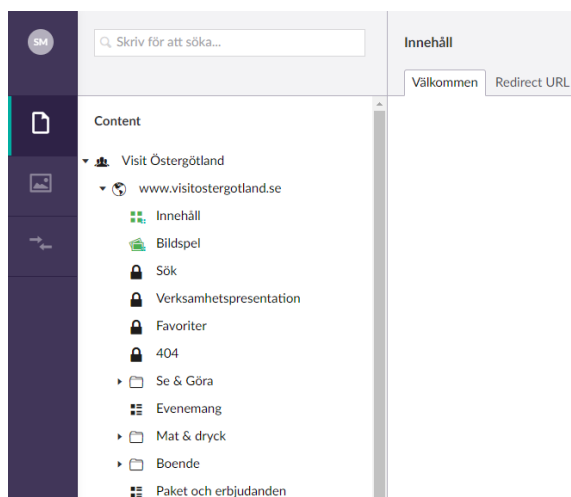 SM
Skriv för att söka...
Innehåll
Välkommen
Redirect URL
Content
Visit Östergötland
www.visitostergotland.se
Innehåll
Bildspel
Sök
Verksamhetspresentation
Favoriter
404
Se & Göra
Evenemang
Mat & dryck
Boende
Paket och erbjudanden